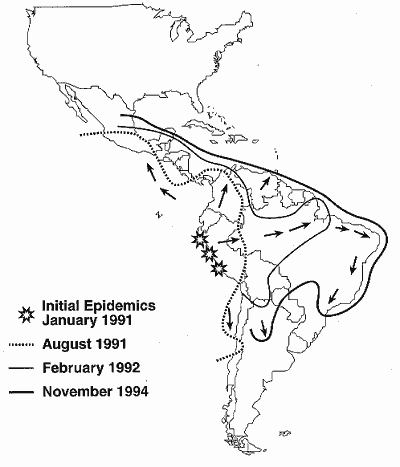 Initial Epidemics
January 1991
August 1991
February 1992
November 1994